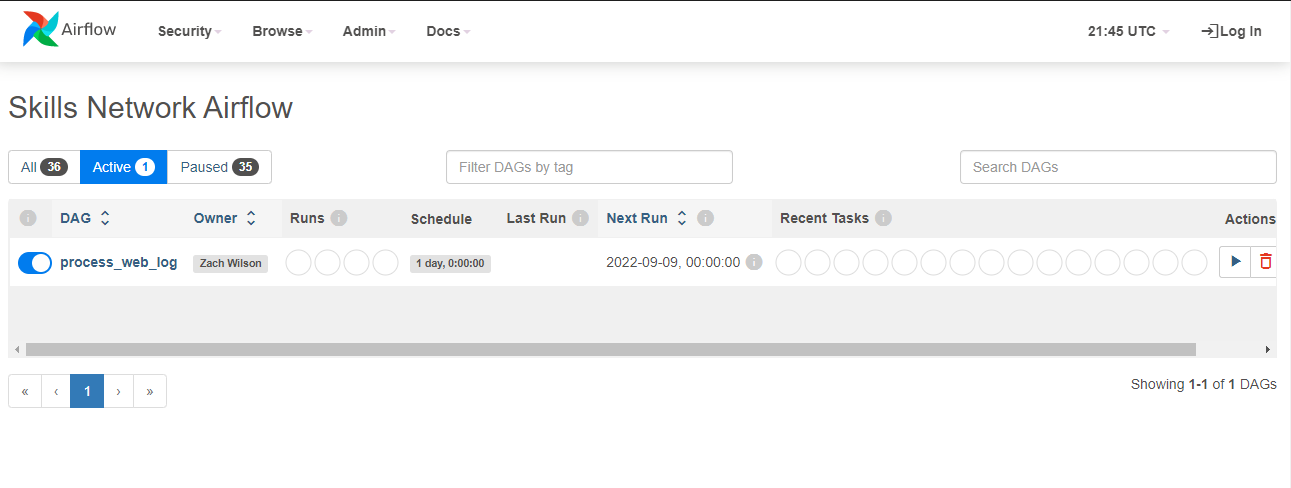 Airflow Security Browse Admin Docs 21:45 UTC Log In
Skills Network Airflow
All 36 Active 1 Paused 35 Filter DAGs by tag Search DAGs
DAG Owner Runs Schedule Last Run Next Run Recent Tasks Actions
process_web_log Zach Wilson 1 day, 0:00:00 2022-09-09, 00:00:00
« ‹ 1 › » Showing 1-1 of 1 DAGs